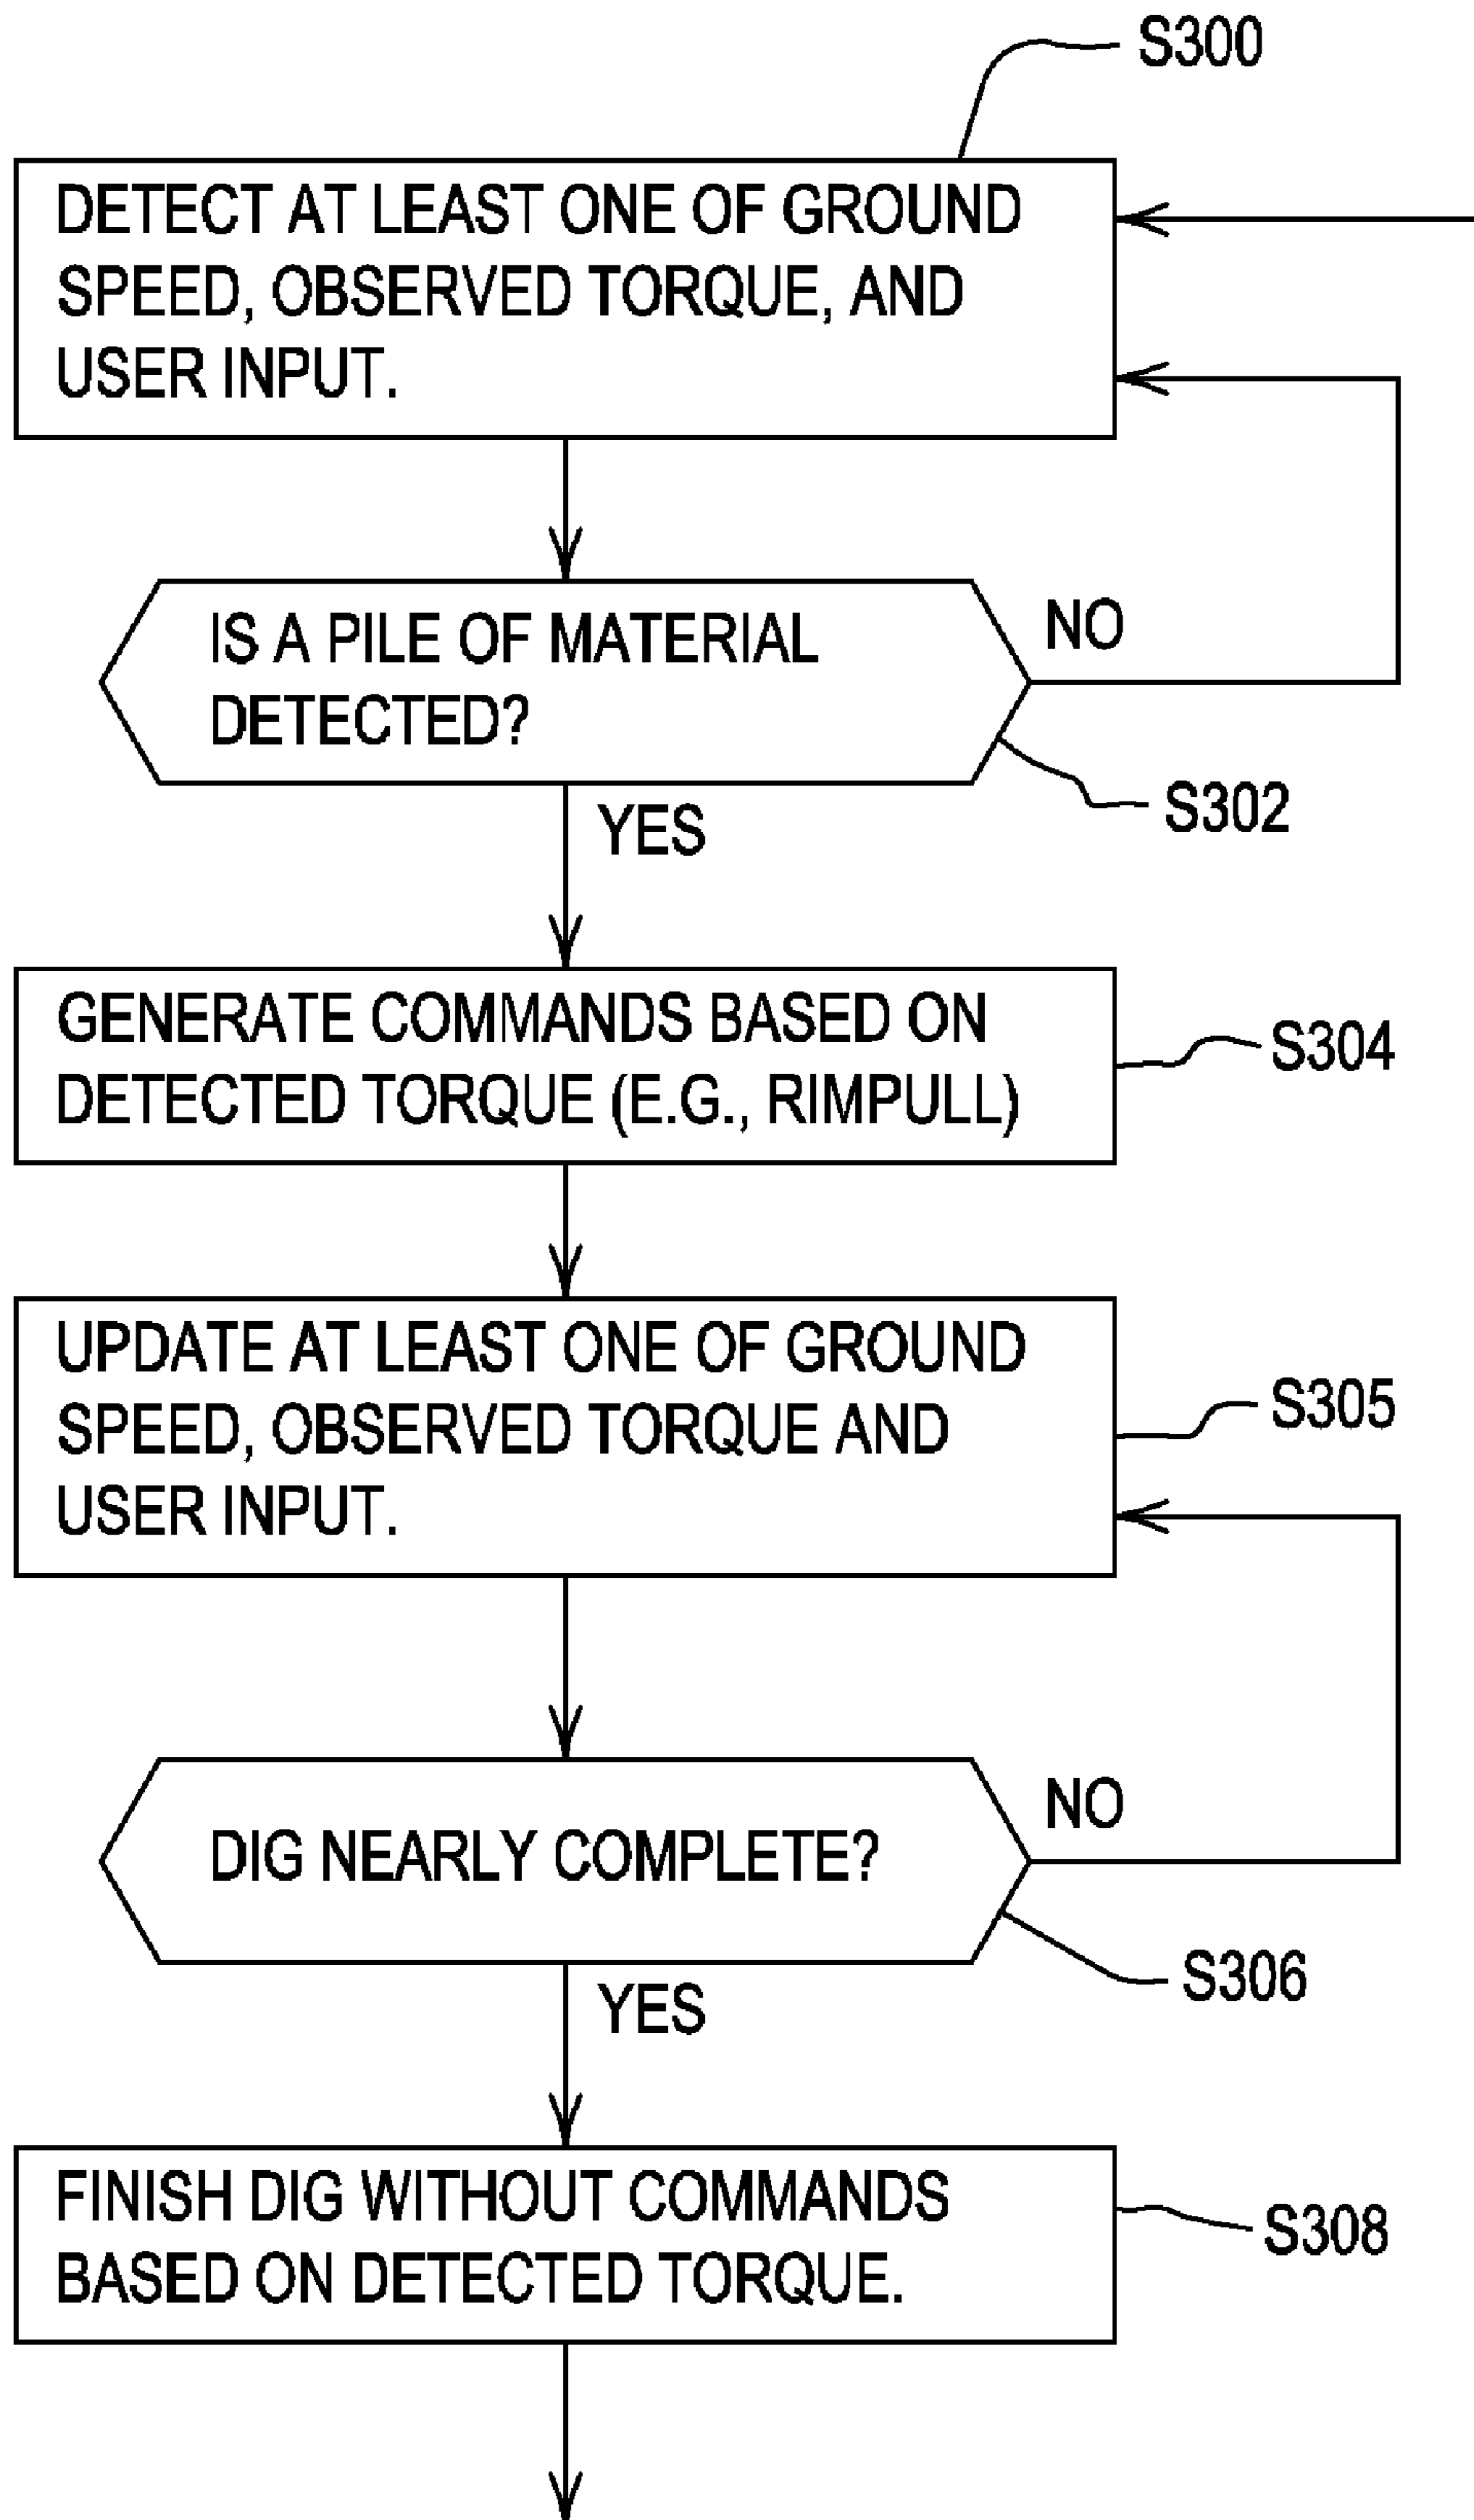 S300
DETECT AT LEAST ONE OF GROUND
SPEED, OBSERVED TORQUE, AND
USER INPUT.
IS A PILE OF MATERIAL
DETECTED?
NO
S302
YES
GENERATE COMMANDS BASED ON
DETECTED TORQUE (E.G., RIMPULL)
S304
UPDATE AT LEAST ONE OF GROUND
SPEED, OBSERVED TORQUE AND
USER INPUT.
S305
DIG NEARLY COMPLETE?
NO
S306
YES
FINISH DIG WITHOUT COMMANDS
BASED ON DETECTED TORQUE.
S308